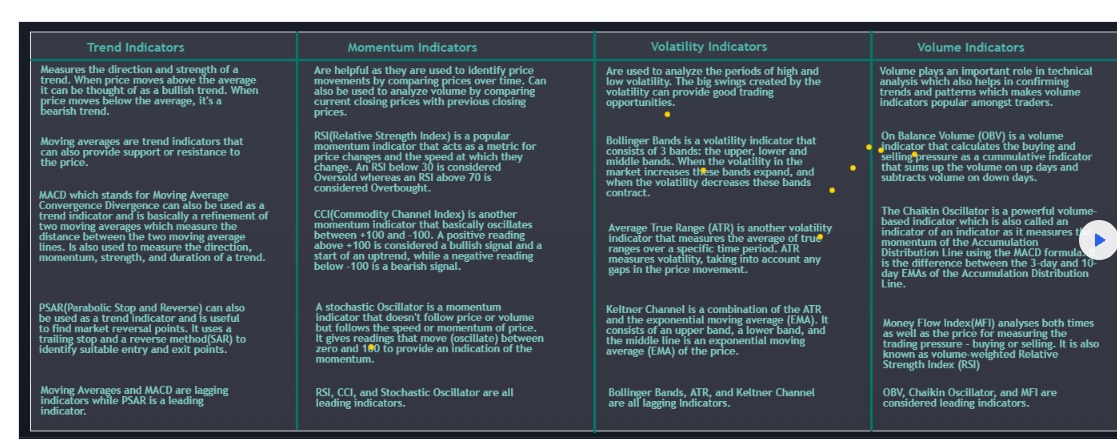 Trend Indicators
Measures the direction and strength of a
trend. When price moves above the average
it can be thought of as a bullish trend. When
price moves below the average, it's a
bearish trend.
Moving averages are trend indicators that
can also provide support or resistance to
the price.
MACD which stands for Moving Average
Convergence Divergence can also be used as a
trend indicator and is basically a refinement of
two moving averages which measure the
distance between the two moving average
lines. Is also used to measure the direction,
momentum, strength, and duration of a trend.
PSAR(Parabolic Stop and Reverse) can also
be used as a trend indicator and is useful
to find market reversal points. It uses a
trailing stop and a reverse method(SAR) to
identify suitable entry and exit points.
Moving Averages and MACD are lagging
indicators while PSAR is a leading
indicator.
Momentum Indicators
Are helpful as they are used to identify price
movements by comparing prices over time. Can
also be used to analyze volume by comparing
current closing prices with previous closing
prices.
RSI(Relative Strength Index) is a popular
momentum indicator that acts as a metric for
price changes and the speed at which they
change. An RSI below 30 is considered
Oversold whereas an RSI above 70 is
considered Overbought.
CCI(Commodity Channel Index) is another
momentum indicator that basically oscillates
between +100 and -100. A positive reading
above +100 is considered a bullish signal and a
start of an uptrend, while a negative reading
below -100 is a bearish signal.
A stochastic Oscillator is a momentum
indicator that doesn't follow price or volume
but follows the speed or momentum of price.
It gives readings that move (oscillate) between
zero and 100 to provide an indication of the
momentum.
RSI, CCI, and Stochastic Oscillator are all
leading indicators.
Volatility Indicators
Are used to analyze the periods of high and
low volatility. The big swings created by the
volatility can provide good trading
opportunities.
Bollinger Bands is a volatility indicator that
consists of 3 bands: the upper, lower and
middle bands. When the volatility in the
market increases these bands expand, and
when the volatility decreases these bands
contract.
Average True Range (ATR) is another volatility
indicator that measures the average of true
ranges over a specific time period. ATR
measures volatility, taking into account any
gaps in the price movement.
Keltner Channel is a combination of the ATR
and the exponential moving average (EMA). It
consists of an upper band, a lower band, and
the middle line is an exponential moving
average (EMA) of the price.
Bollinger Bands, ATR, and Keltner Channel
are all lagging Indicators.
Volume Indicators
Volume plays an important role in technical
analysis which also helps in confirming
trends and patterns which makes volume
indicators popular amongst traders.
On Balance Volume (OBV) is a volume
indicator that calculates the buying and
selling pressure as a cummulative indicator
that sums up the volume on up days and
subtracts volume on down days.
The Chaikin Oscillator is a powerful volume-
based indicator which is also called an
indicator of an indicator as it measures the
momentum of the Accumulation
Distribution Line using the MACD formula. It
is the difference between the 3-day and 10-
day EMAs of the Accumulation Distribution
Line.
Money Flow Index(MFI) analyses both times
as well as the price for measuring the
trading pressure - buying or selling. It is also
known as volume-weighted Relative
Strength Index (RSI)
OBV, Chaikin Oscillator, and MFI are
considered leading indicators.